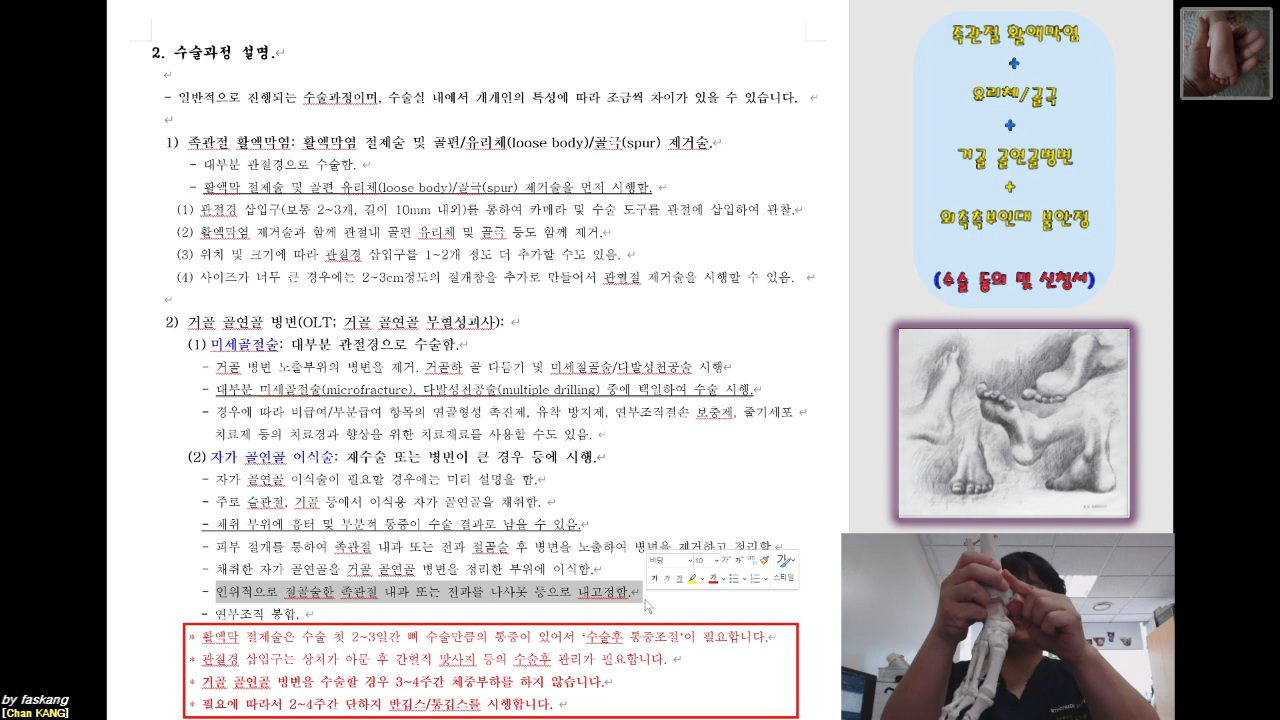 2. 수술과정 설명.
- 일반적으로 진행되는 수술과정이며, 수술실 내에서 개개인의 특성에 따라 조금씩 차이가 있을 수 있습니다.
1) 족관절 활액막염: 활액막염 절제술 및 골편/유리체(loose body)/골극(spur) 제거술.
- 대부분 관절경으로 수술함.
- 활액막 절제술 및 골편 유리체(loose body)/골극(spur) 제거술을 먼저 시행함.
(1) 관절경 삽입구(보통 2~3개, 길이 10mm 내외)를 통하여 카메라 및 수술 도구를 관절에 삽입하여 관찰.
(2) 활액막염 제거술과 함께 관절내 골편 유리체 및 골극 등도 함께 제거.
(3) 위치 및 크기에 따라 관절경 삽입구를 1~2개 정도 더 추가할 수도 있음.
(4) 사이즈가 너무 큰 경우에는 2~3cm정도의 절개창을 추가로 만들어서 관혈절 제거술을 시행할 수 있음.
2) 거골 골연골 병변(OLT; 거골 골연골 무혈성괴사):
(1) 미세골절술: 대부분 관절경으로 수술함.
- 거골 병변 노출부위의 병변을 제거, 거골하 골 다듬기 및 미세절골술/다발성천공술 시행
- 대부분 미세골절술(microfracture), 다발성천공술(multiple drilling) 중에 택일하여 수술 시행.
- 경우에 따라 비급여/부분급여 항목의 연골형성 촉진제, 유착 방지제, 연부조직결손 보충제, 줄기세포
치료제 등의 치료경과 향상을 위한 치료재료를 사용할 수도 있음.
(2) 자가 골연골 이식술: 재수술 또는 병변이 큰 경우 등에 시행.
- 자가 골연골 이식술이 필요할 경우에는 미리 설명을 함.
- 주로 슬관절, 거골 등에서 이식용 자가 골연골을 채취함.
- 채취 부위에 흉터 및 부분적 통증이 수술 결과로 남을 수 있음.
- 피부 절개를 통하여 족관절 내과 또는 전과 절골술 후 병변을 노출하여 병변을 제거하고 정리함
- 채취한 자가 골연골을 거골 골연골 병변을 정리한 부위에 이식함.
- 인위적으로 절골술한 족관절 내과 또는 전과를 나사못 등으로 내고정함.
- 연부조직 봉합.
* 활액막 절제술은 수술 첫 2~3일간 뼈 수술만큼의 통증이 있어서 '수술후 통증조절'이 필요합니다.
* 관절경 삽입구는 상처가 아문 후 간헐적 맛사지 등의 수술후 관리가 필요합니다.
* 거골 골연골 병변을 수술할 경우 3~4주간 체중부하를 하지 않습니다.
* 필요에 따라서 2~4주간 단하지 반깁스/통깁스를 시행합니다.
바탕
10
가 가 가 가
스타일
족관절 활액막염
+
유리체/골극
+
거골 골연골병변
+
외측측부인대 불안정
(수술 동의 및 신청서)
by faskang
[Chan KANG]